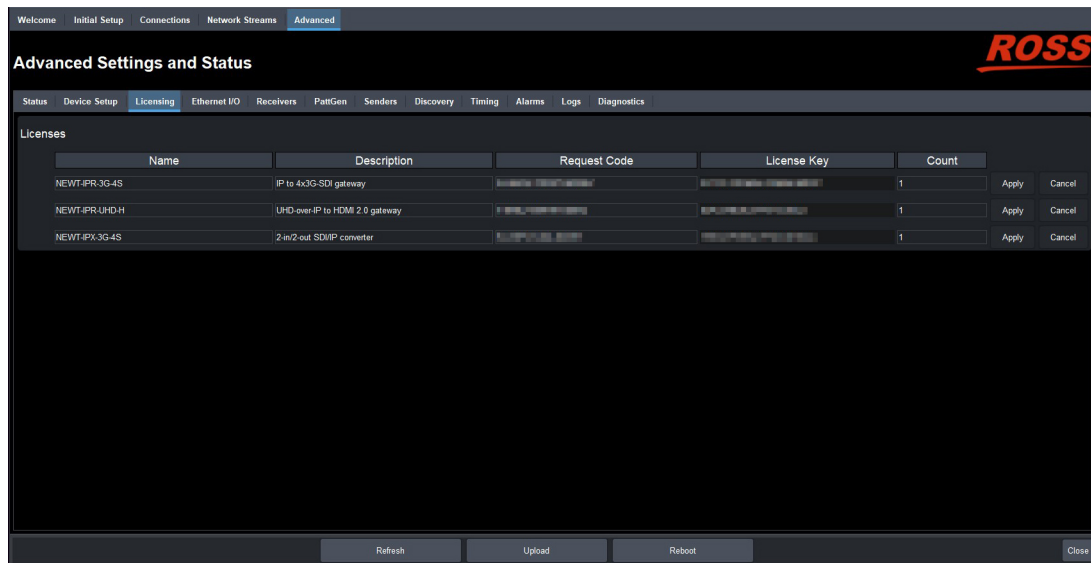 Welcome Initial Setup Connections Network Streams Advanced
ROSS
Advanced Settings and Status
Status Device Setup Licensing Ethernet I/O Receivers PattGen Senders Discovery Timing Alarms Logs Diagnostics
Licenses
Name Description Request Code License Key Count
NEWT-IPR-3G-4S IP to 4x3G-SDI gateway 1 Apply Cancel
NEWT-IPR-UHD-H UHD-over-IP to HDMI 2.0 gateway 1 Apply Cancel
NEWT-IPX-3G-4S 2-in/2-out SDI/IP converter 1 Apply Cancel
Refresh Upload Reboot Close